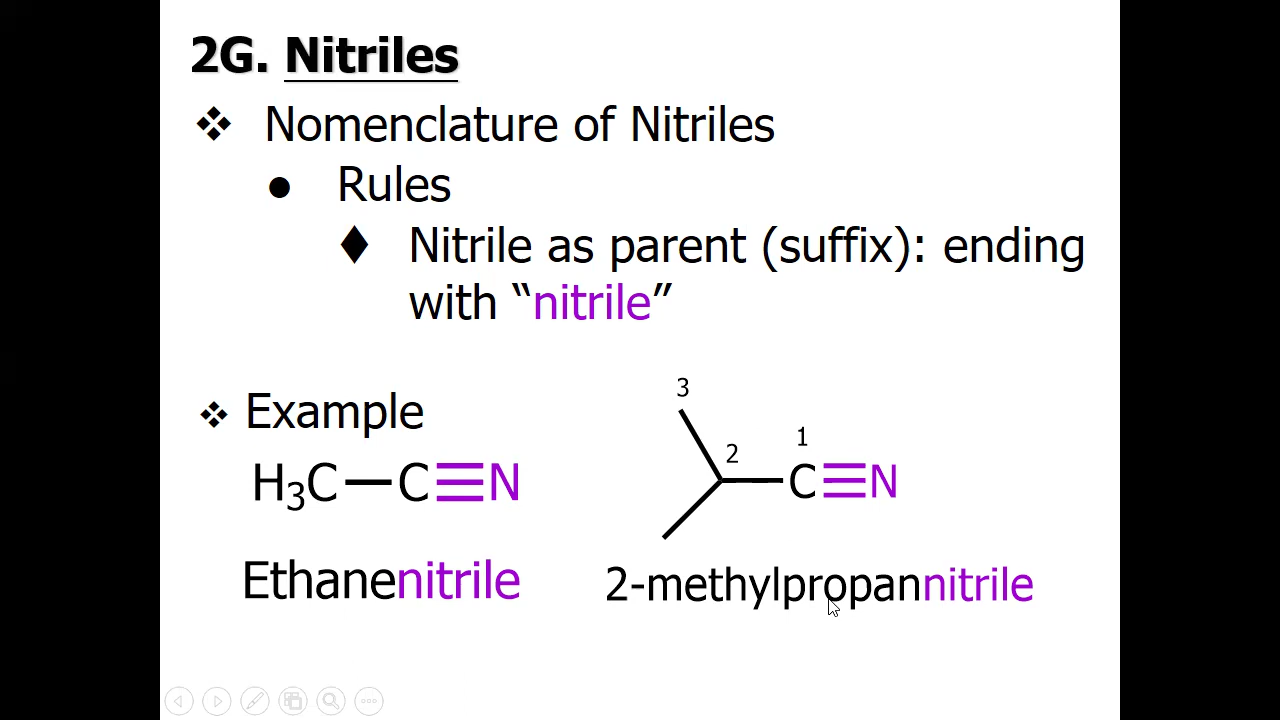 2G. Nitriles
❖ Nomenclature of Nitriles
● Rules
♦ Nitrile as parent (suffix): ending
with “nitrile”
❖ Example
3
2
1
H₃C—C≡N
C≡N
Ethanenitrile
2-methylpropannitrile